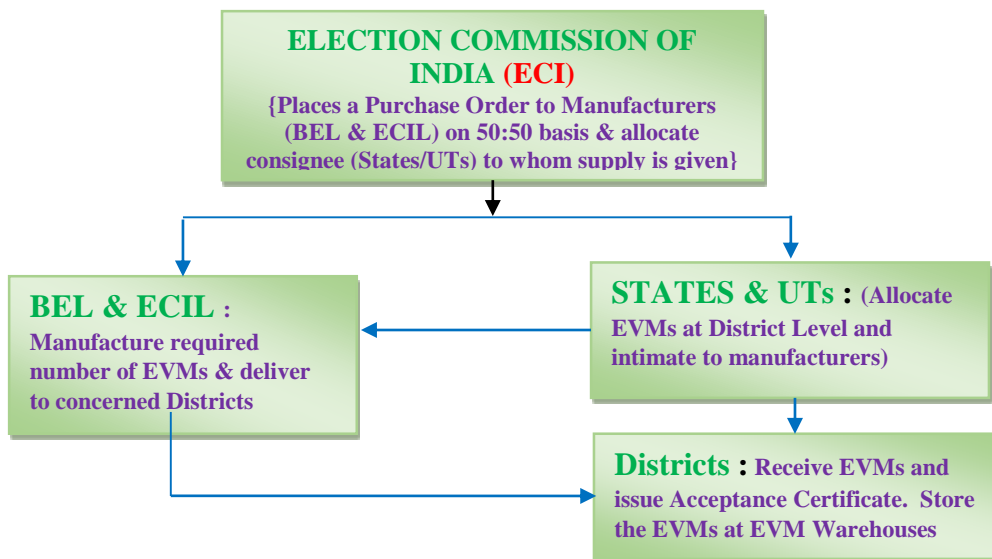 ELECTION COMMISSION OF
INDIA (ECI)
{Places a Purchase Order to Manufacturers
(BEL & ECIL) on 50:50 basis & allocate
consignee (States/UTs) to whom supply is given}
BEL & ECIL :
Manufacture required
number of EVMs & deliver
to concerned Districts
STATES & UTs : (Allocate
EVMs at District Level and
intimate to manufacturers)
Districts : Receive EVMs and
issue Acceptance Certificate. Store
the EVMs at EVM Warehouses